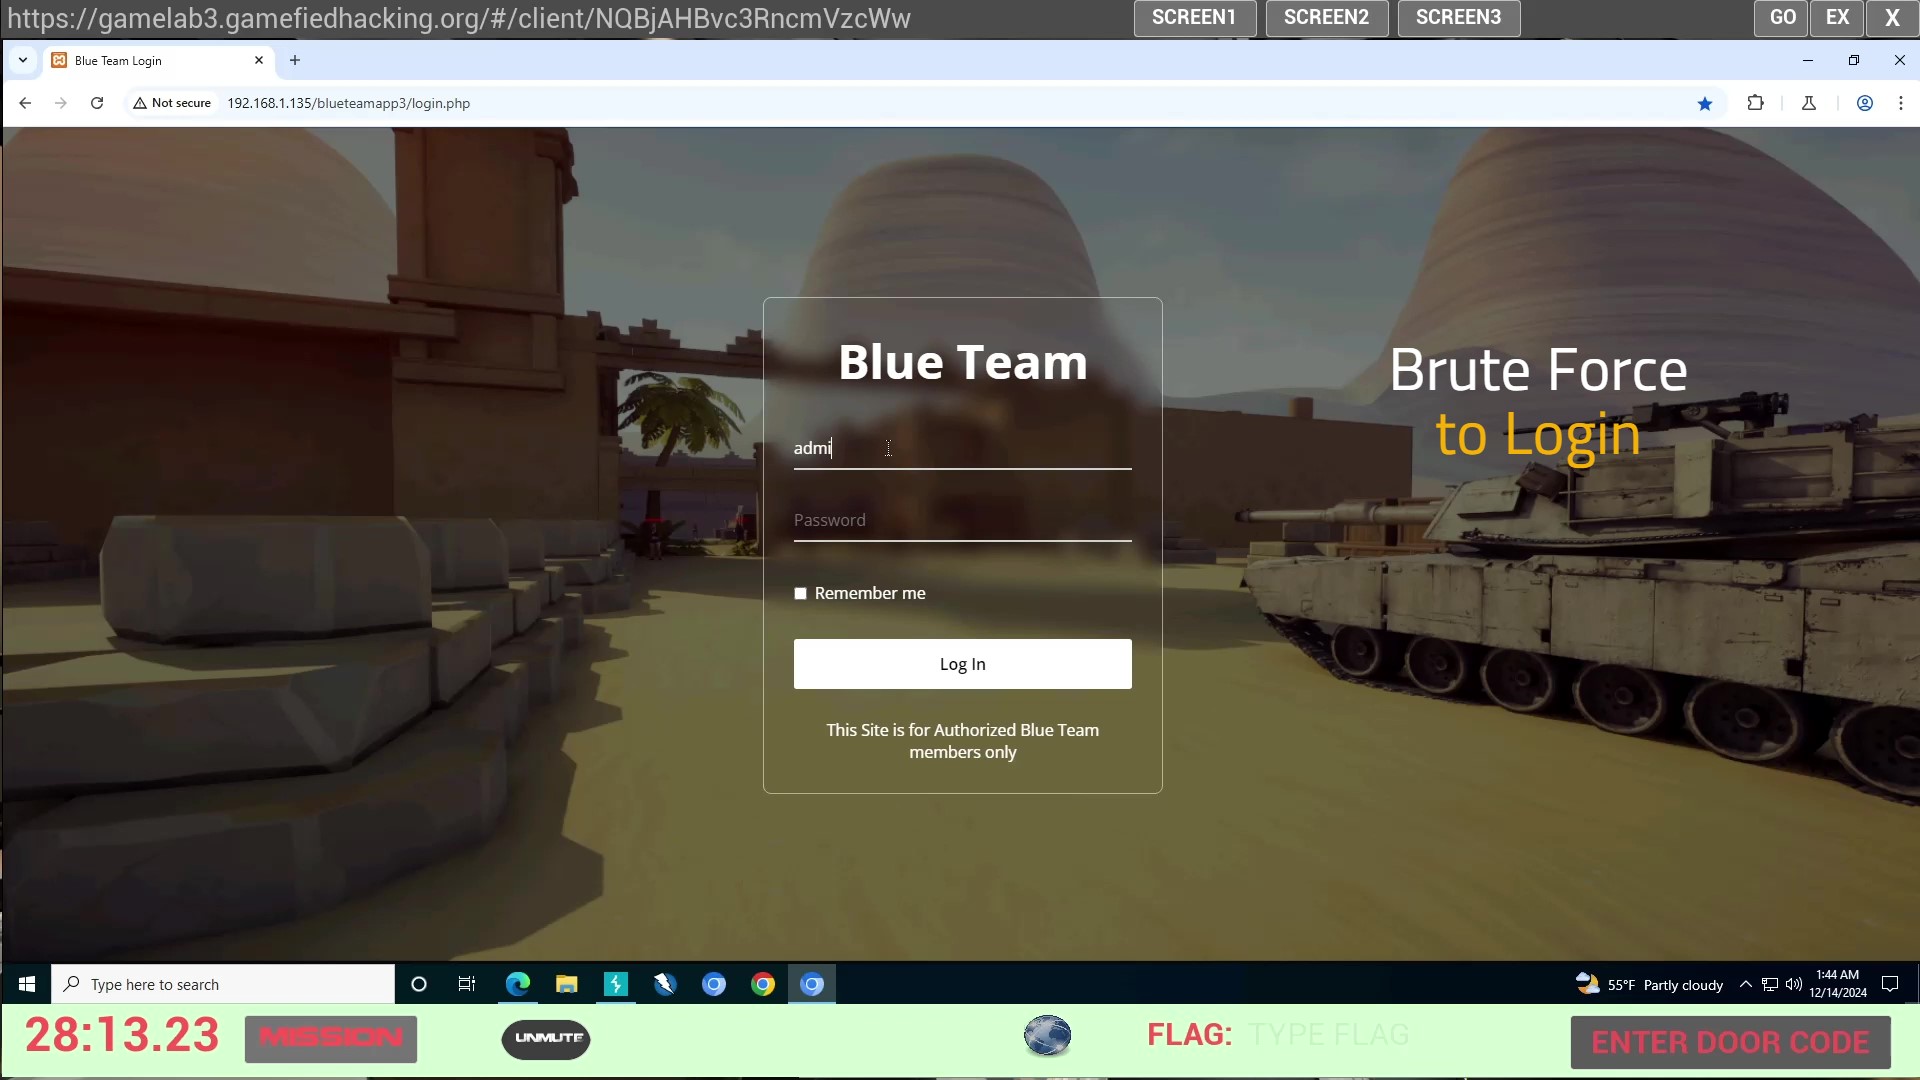 https://gamelab3.gamefiedhacking.org/#/client/NQBjAHBvc3RncmVzcWw
SCREEN1
SCREEN2
SCREEN3
GO
EX
X
Blue Team Login
Not secure
192.168.1.135/blueteamapp3/login.php
Blue Team
admi
Password
Remember me
Log In
This Site is for Authorized Blue Team
members only
Brute Force
to Login
Type here to search
55°F Partly cloudy
1:44 AM
12/14/2024
28:13.23
MISSION
UNMUTE
FLAG: TYPE FLAG
ENTER DOOR CODE